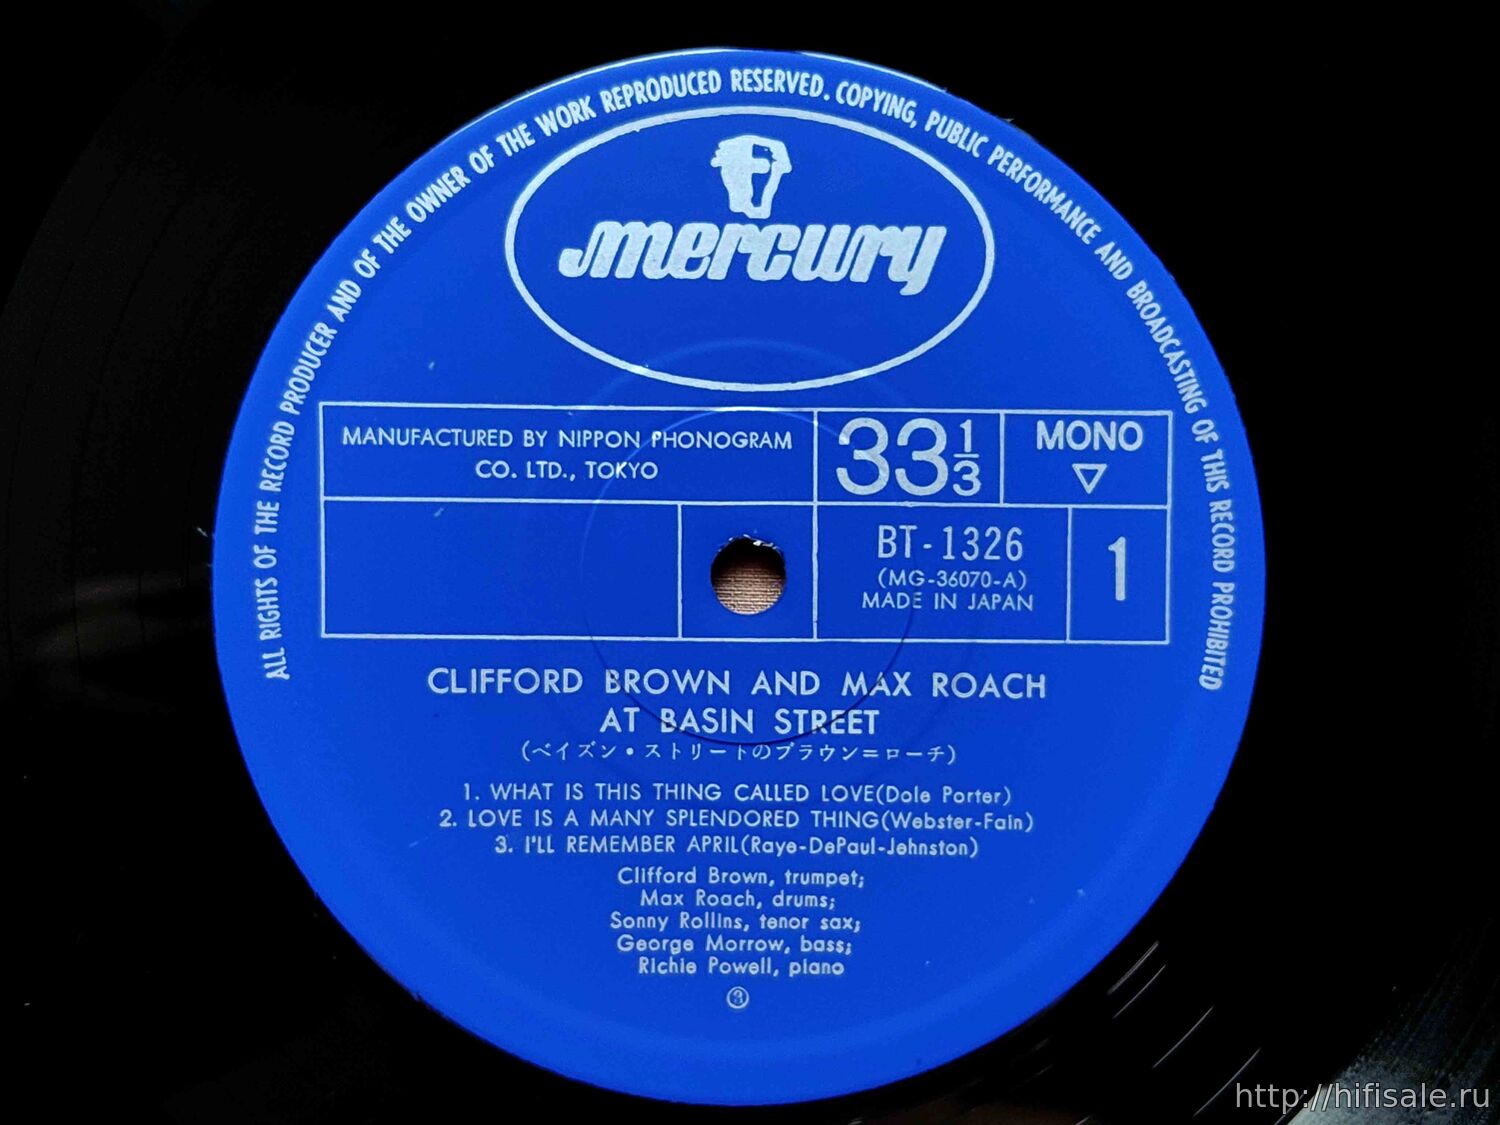 ALL RIGHTS OF THE RECORD PRODUCER AND OF THE OWNER OF THE WORK REPRODUCED RESERVED. COPYING, PUBLIC PERFORMANCE AND BROADCASTING OF THIS RECORD PROHIBITED
mercury
MANUFACTURED BY NIPPON PHONOGRAM
CO. LTD., TOKYO
33 1/3
MONO
▽
BT-1326
(MG-36070-A)
MADE IN JAPAN
1
CLIFFORD BROWN AND MAX ROACH
AT BASIN STREET
(ベイズン・ストリートのブラウン=ローチ)
1. WHAT IS THIS THING CALLED LOVE(Dole Porter)
2. LOVE IS A MANY SPLENDORED THING(Webster-Fain)
3. I'LL REMEMBER APRIL(Raye-DePaul-Jehnston)
Clifford Brown, trumpet;
Max Roach, drums;
Sonny Rollins, tenor sax;
George Morrow, bass;
Richie Powell, piano
③
http://hifisale.ru